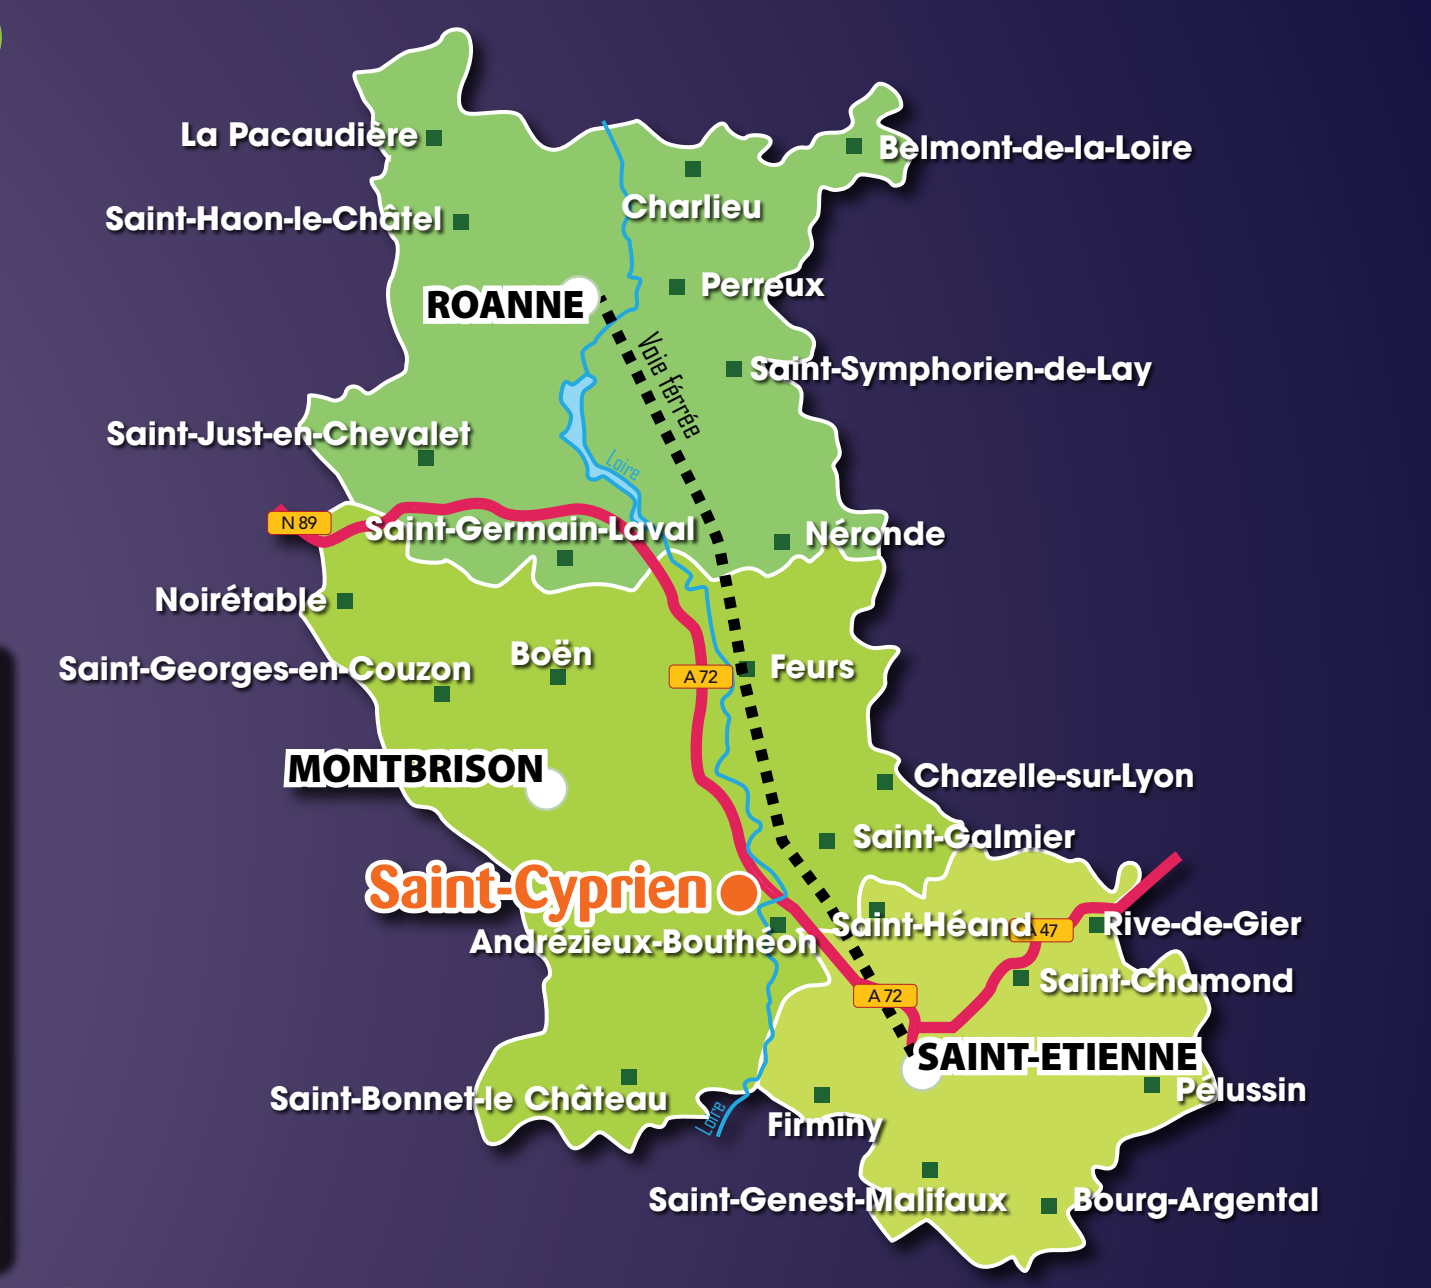 La Pacaudière
Belmont-de-la-Loire
Charlieu
Saint-Haon-le-Châtel
Perreux
ROANNE
Voie férrée
Saint-Symphorien-de-Lay
Saint-Just-en-Chevalet
Loire
N 89
Saint-Germain-Laval
Néronde
Noirétable
Boën
Saint-Georges-en-Couzon
A 72
Feurs
MONTBRISON
Chazelle-sur-Lyon
Saint-Galmier
Saint-Cyprien
Saint-Héand
A 47
Rive-de-Gier
Andrézieux-Bouthéon
Saint-Chamond
A 72
SAINT-ETIENNE
Pélussin
Saint-Bonnet-le Château
Loire
Firminy
Saint-Genest-Malifaux
Bourg-Argental